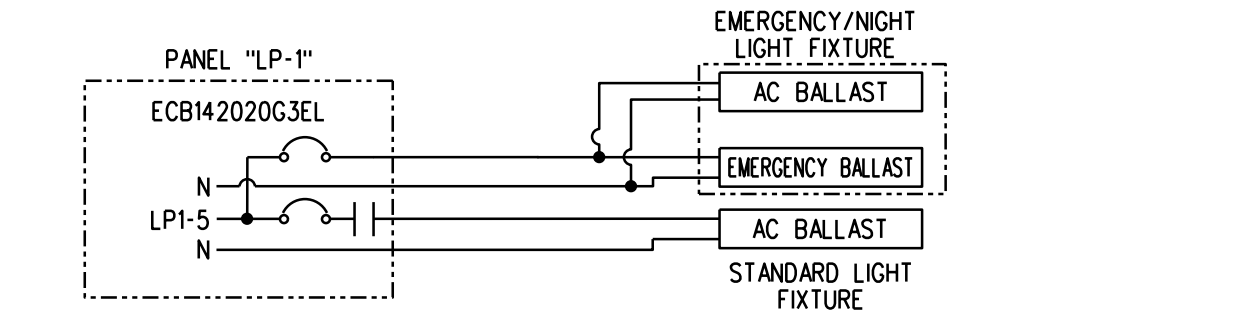 EMERGENCY/NIGHT
LIGHT FIXTURE
PANEL "LP-1"
AC BALLAST
ECB142020G3EL
EMERGENCY BALLAST
N
LP1-5
AC BALLAST
N
STANDARD LIGHT
FIXTURE